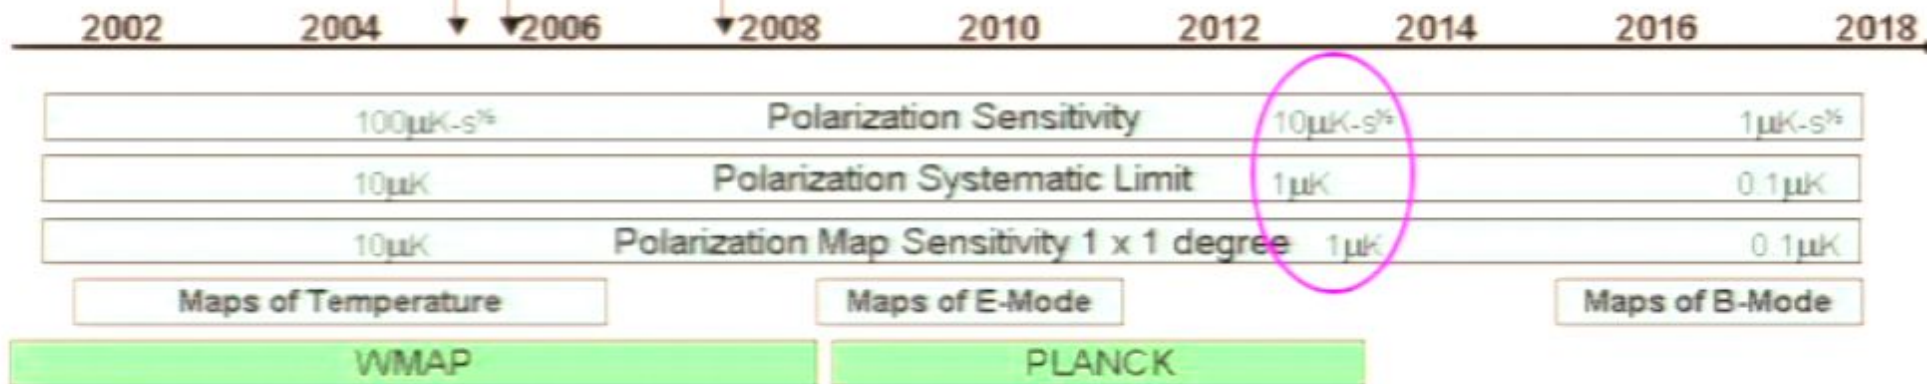 2002 2004 2006 2008 2010 2012 2014 2016 2018
100µK-s½ Polarization Sensitivity 10µK-s½ 1µK-s½
10µK Polarization Systematic Limit 1µK 0.1µK
10µK Polarization Map Sensitivity 1 x 1 degree 1µK 0.1µK
Maps of Temperature Maps of E-Mode Maps of B-Mode
WMAP PLANCK